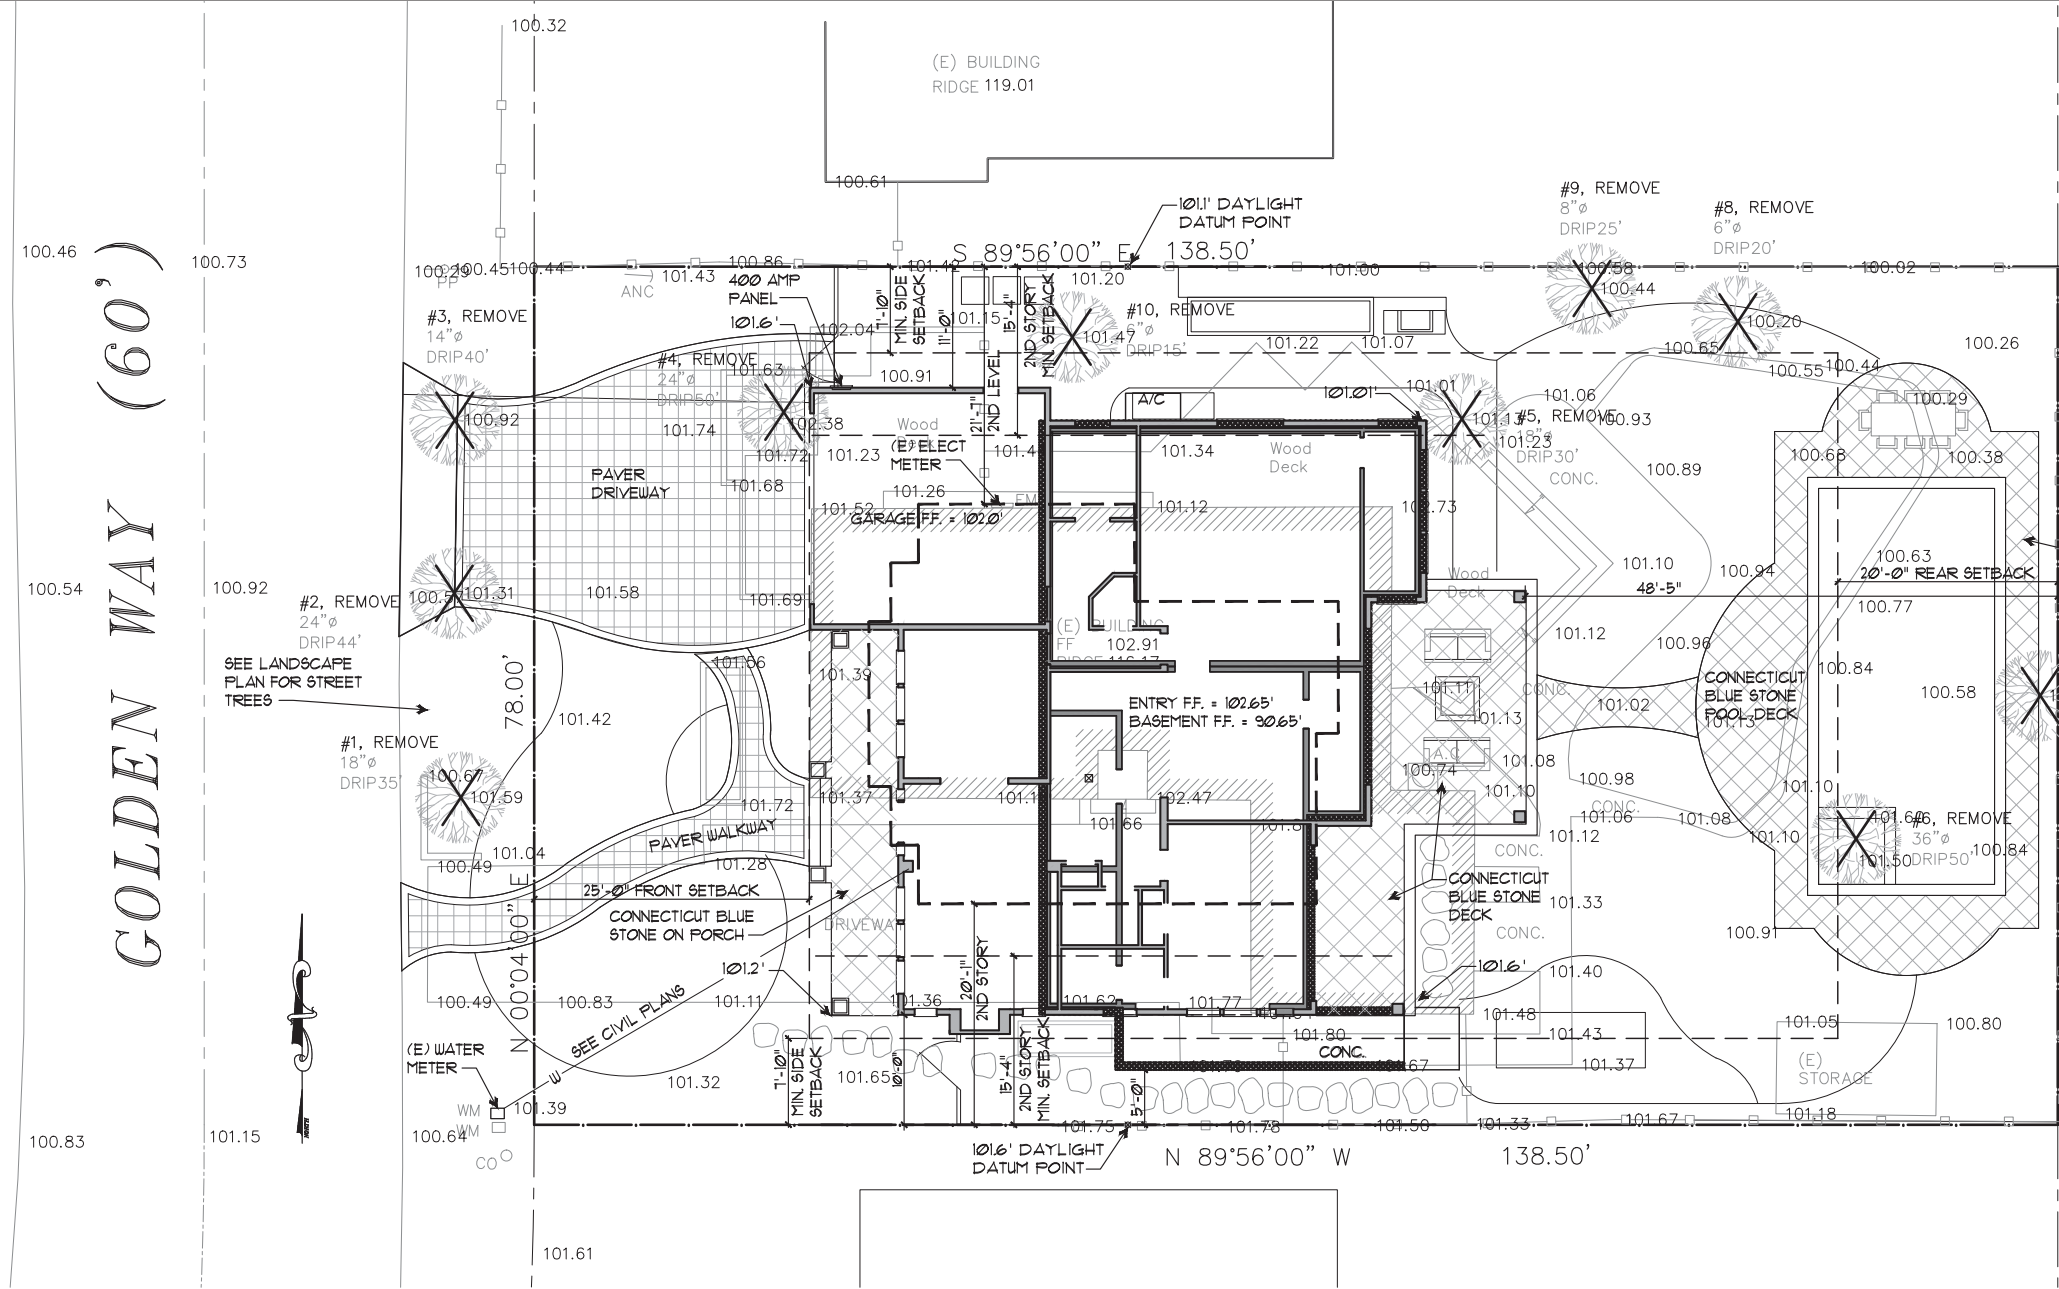 100.32
(E) BUILDING
RIDGE 119.01
100.61
#9, REMOVE
8"ø
DRIP25'
#8, REMOVE
6"ø
DRIP20'
101.1' DAYLIGHT
DATUM POINT
S 89°56'00" E 138.50'
100.46
100.73
100.29
100.45
100.44
PP
101.43
ANC
100.86
400 AMP
PANEL
101.6'
101.20
101.00
100.58
100.44
100.02
#3, REMOVE
14"ø
DRIP40'
#4, REMOVE
24"ø
DRIP50'
101.63
102.04
7'-10"
MIN. SIDE
SETBACK
11'-0"
101.15
15'-4"
2ND STORY
MIN. SETBACK
101.47
#10, REMOVE
6"ø
DRIP15'
101.22
101.07
100.20
100.65
100.26
100.44
100.55
100.91
21'-7"
2ND LEVEL
A/C
101.01'
101.01
101.06
100.29
100.92
101.74
102.38
Wood
101.13
#5, REMOVE
18"ø
DRIP30'
100.93
101.23
101.72
101.23
(E) ELECT
METER
101.34
Wood
Deck
100.89
100.68
100.38
CONC.
PAVER
DRIVEWAY
101.68
101.26
EM
101.12
101.52
GARAGE F.F. = 102.0'
100.63
100.54
100.92
101.31
101.58
101.69
Wood
Deck
101.10
100.94
20'-0" REAR SETBACK
48'-5"
100.77
#2, REMOVE
24"ø
DRIP44'
(E) BUILDING
FF 102.91
101.12
100.96
SEE LANDSCAPE
PLAN FOR STREET
TREES
78.00'
101.56
101.39
101.11
CONC.
100.84
CONNECTICUT
BLUE STONE
POOL DECK
101.13
100.58
ENTRY F.F. = 102.65'
BASEMENT F.F. = 90.65'
101.42
101.13
101.02
GOLDEN WAY (60')
#1, REMOVE
18"ø
DRIP35'
100.67
101.59
A.C
100.74
101.08
100.98
101.10
101.10
101.72
101.37
102.47
CONC.
101.06
101.08
101.66
101.12
101.10
#6, REMOVE
36"ø
DRIP50'
PAVER WALKWAY
101.04
100.49
101.28
CONC.
101.50
100.84
25'-0" FRONT SETBACK
CONNECTICUT BLUE
STONE ON PORCH
DRIVEWAY
CONNECTICUT
BLUE STONE
DECK
101.33
CONC.
100.91
N 00°04'00" E
101.2'
20'-1"
2ND STORY
101.6'
101.40
100.49
100.83
101.11
101.36
101.62
101.77
101.48
101.05
100.80
SEE CIVIL PLANS
101.80
101.43
CONC.
101.37
(E) WATER
METER
W
7'-10"
MIN. SIDE
SETBACK
101.65
10'-0"
15'-4"
2ND STORY
MIN. SETBACK
5'-0"
(E)
STORAGE
101.32
WM
WM
101.39
101.18
100.83
101.15
100.64
101.75
101.78
101.50
101.33
101.67
CO
101.6' DAYLIGHT
DATUM POINT
N 89°56'00" W 138.50'
NORTH
101.61